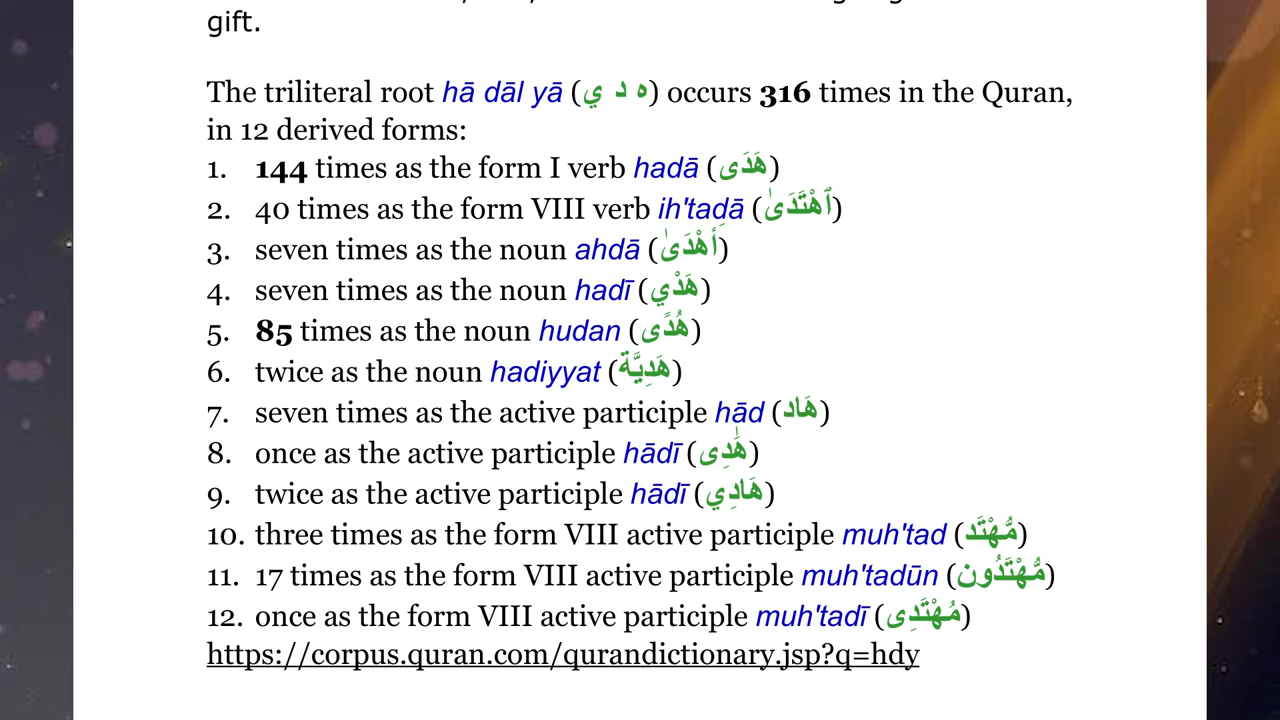 gift.
The triliteral root hā dāl yā (ه د ي) occurs 316 times in the Quran,
in 12 derived forms:
1. 144 times as the form I verb hadā (هَدَى)
2. 40 times as the form VIII verb ih'tadā (ٱهْتَدَىٰ)
3. seven times as the noun ahdā (أَهْدَىٰ)
4. seven times as the noun hadī (هَدْي)
5. 85 times as the noun hudan (هُدًى)
6. twice as the noun hadiyyat (هَدِيَّة)
7. seven times as the active participle hād (هَاد)
8. once as the active participle hādī (هَٰدِى)
9. twice as the active participle hādī (هَادِي)
10. three times as the form VIII active participle muh'tad (مُّهْتَد)
11. 17 times as the form VIII active participle muh'tadūn (مُّهْتَدُون)
12. once as the form VIII active participle muh'tadī (مُهْتَدِى)
https://corpus.quran.com/qurandictionary.jsp?q=hdy